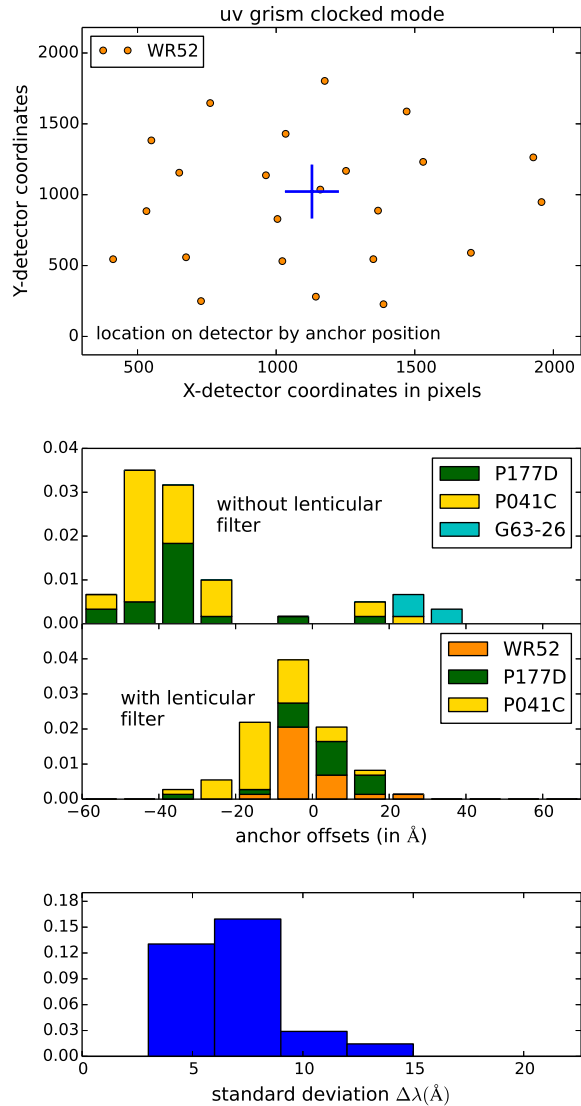 uv grism clocked mode
2000
1500
1000
500
0
Y-detector coordinates
WR52
location on detector by anchor position
500
1000
1500
2000
X-detector coordinates in pixels
0.04
0.03
0.02
0.01
0.00
without lenticular
filter
P177D
P041C
G63-26
0.04
0.03
0.02
0.01
0.00
with lenticular
filter
WR52
P177D
P041C
−60
−40
−20
0
20
40
60
anchor offsets (in Å)
0.18
0.15
0.12
0.09
0.06
0.03
0.00
0
5
10
15
20
standard deviation Δλ(Å)